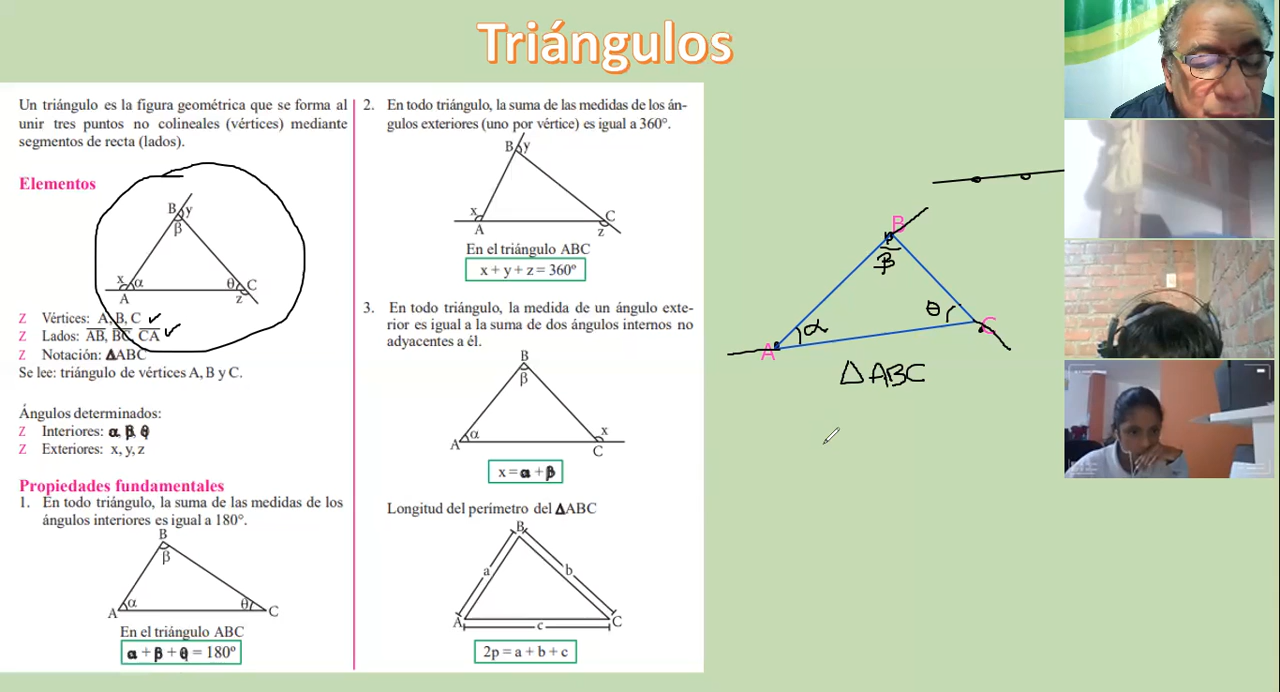 Triángulos
Un triángulo es la figura geométrica que se forma al
unir tres puntos no colineales (vértices) mediante
segmentos de recta (lados).
Elementos
B y
β
x α
θ C
A
z
Z Vértices: A, B, C ✓
Z Lados: AB, BC, CA ✓
Z Notación: ΔABC
Se lee: triángulo de vértices A, B y C.
Ángulos determinados:
Z Interiores: α, β, θ
Z Exteriores: x, y, z
Propiedades fundamentales
1. En todo triángulo, la suma de las medidas de los
ángulos interiores es igual a 180°.
B
β
A α
θ C
En el triángulo ABC
α + β + θ = 180°
2. En todo triángulo, la suma de las medidas de los án-
gulos exteriores (uno por vértice) es igual a 360°.
B y
x
C
A
z
En el triángulo ABC
x + y + z = 360°
3. En todo triángulo, la medida de un ángulo exte-
rior es igual a la suma de dos ángulos internos no
adyacentes a él.
B
β
α
x
A
C
x = α + β
Longitud del perímetro del ΔABC
B
a
b
A
c
C
2p = a + b + c
B
β
θ
α
A
C
Δ ABC